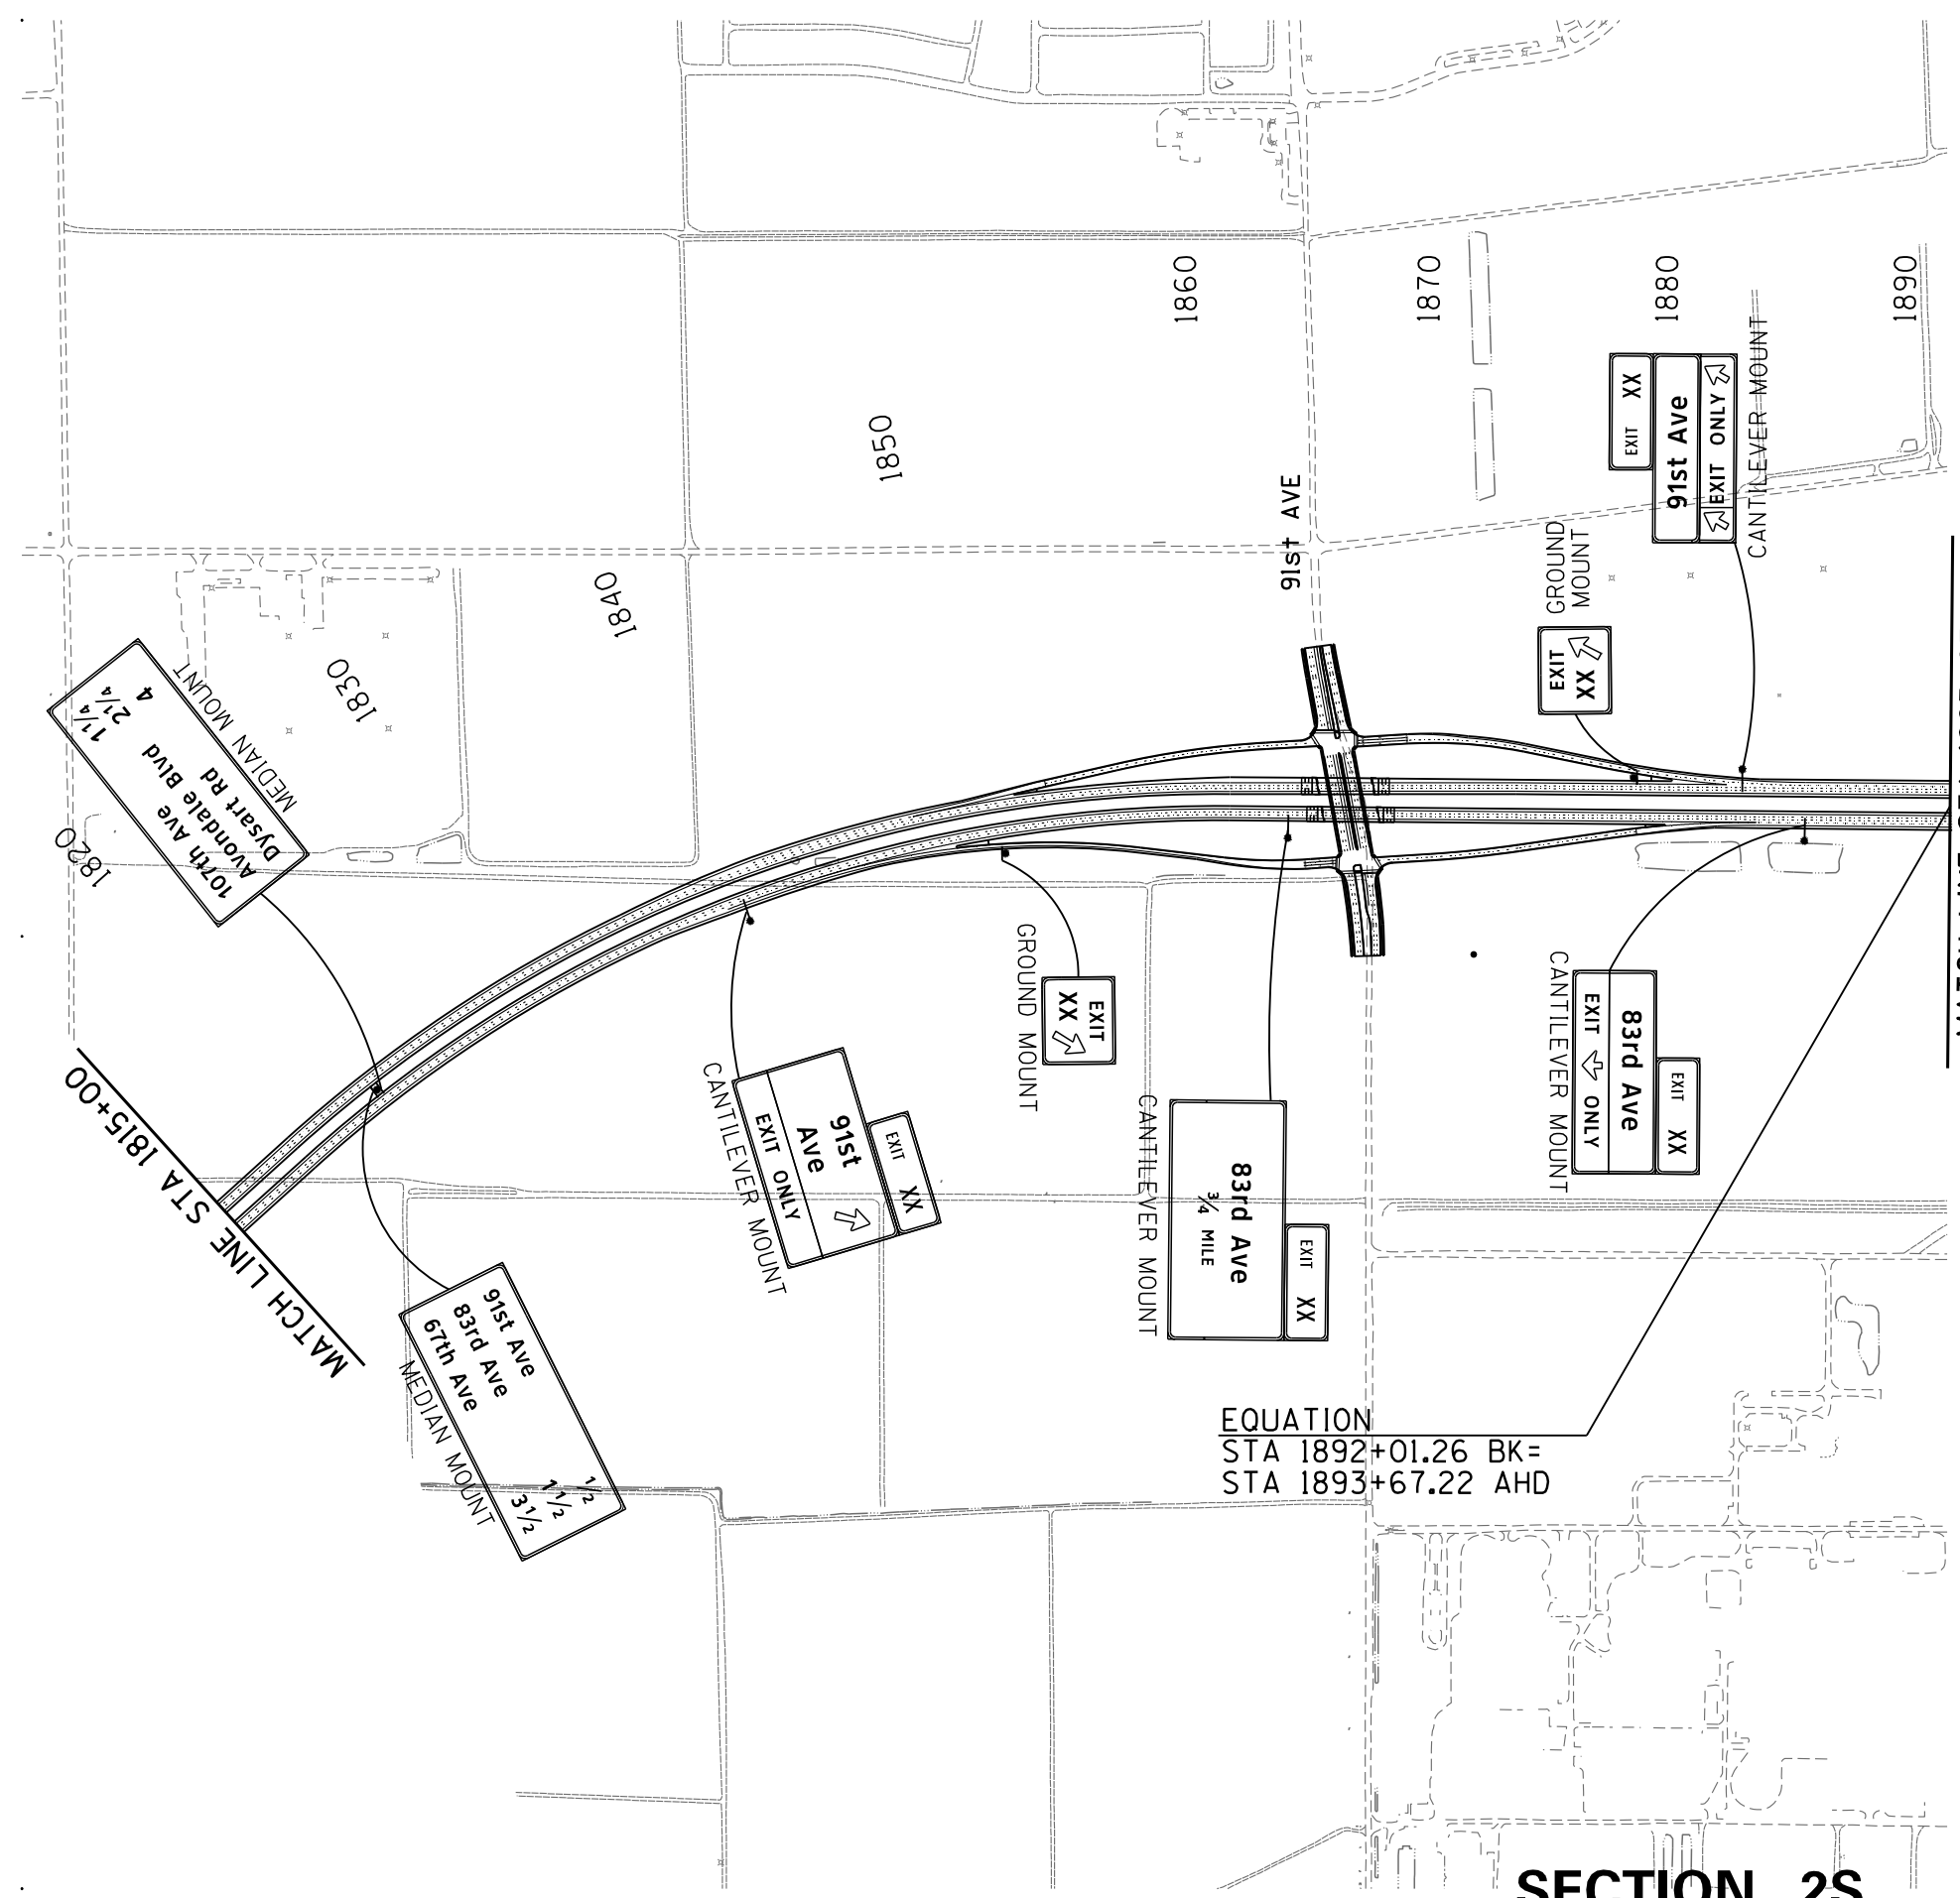 1860
1870
1880
1890
1850
1840
1830
1820
91st AVE
EXIT XX
91st Ave
EXIT ONLY
CANTILEVER MOUNT
GROUND
MOUNT
EXIT
XX
107th Ave 1 1/4
Avondale Blvd 2 1/4
Dysart Rd 4
MEDIAN MOUNT
MATCH LINE STA 1815+00
EXIT XX
91st
Ave
EXIT ONLY
CANTILEVER MOUNT
EXIT
XX
GROUND MOUNT
EXIT XX
83rd Ave
3/4 MILE
CANTILEVER MOUNT
EXIT XX
83rd Ave
EXIT ONLY
CANTILEVER MOUNT
91st Ave 1/2
83rd Ave 1 1/2
67th Ave 3 1/2
MEDIAN MOUNT
EQUATION
STA 1892+01.26 BK=
STA 1893+67.22 AHD
SECTION 2S